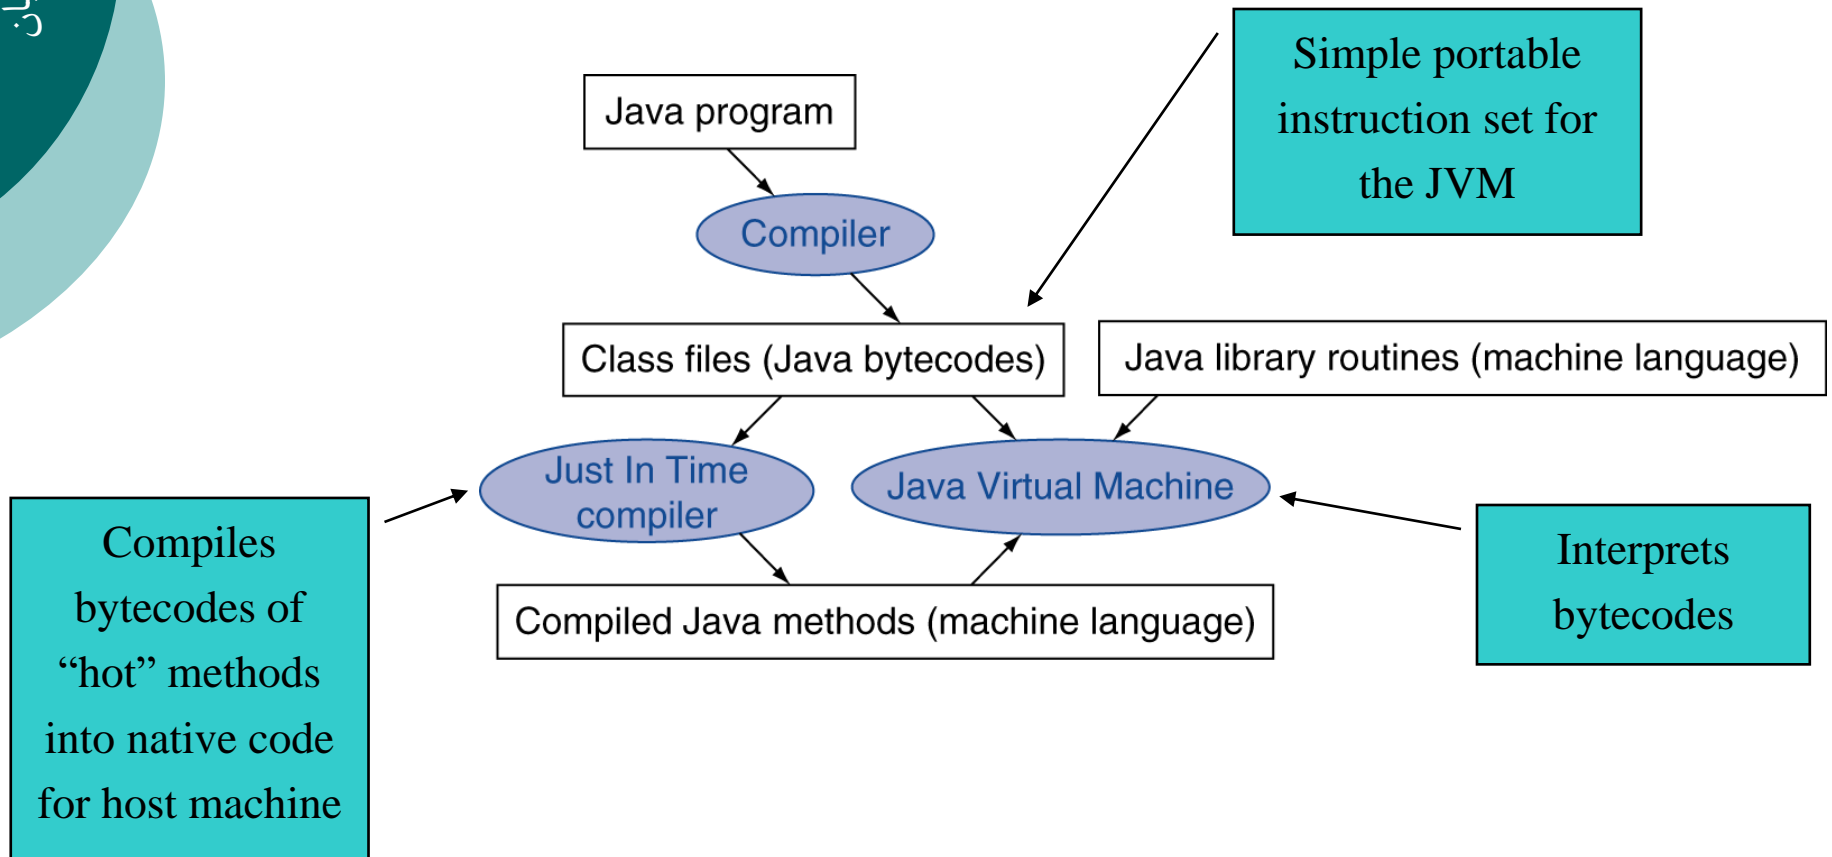 Java program
Simple portable
instruction set for
the JVM
Compiler
Class files (Java bytecodes)
Java library routines (machine language)
Just In Time
compiler
Java Virtual Machine
Compiles
bytecodes of
“hot” methods
into native code
for host machine
Interprets
bytecodes
Compiled Java methods (machine language)